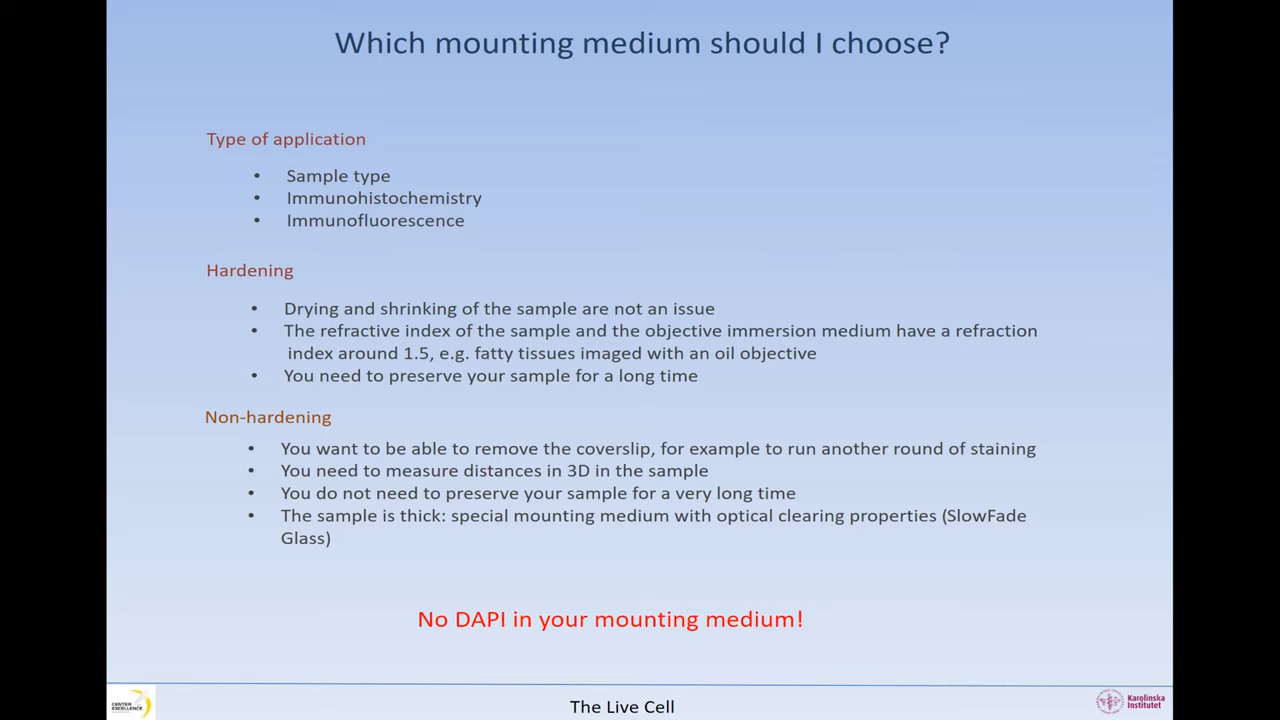 Which mounting medium should I choose?
Type of application
• Sample type
• Immunohistochemistry
• Immunofluorescence
Hardening
• Drying and shrinking of the sample are not an issue
• The refractive index of the sample and the objective immersion medium have a refraction
index around 1.5, e.g. fatty tissues imaged with an oil objective
• You need to preserve your sample for a long time
Non-hardening
• You want to be able to remove the coverslip, for example to run another round of staining
• You need to measure distances in 3D in the sample
• You do not need to preserve your sample for a very long time
• The sample is thick: special mounting medium with optical clearing properties (SlowFade
Glass)
No DAPI in your mounting medium!
CENTER
EXCELLENCE
The Live Cell
Karolinska
Institutet